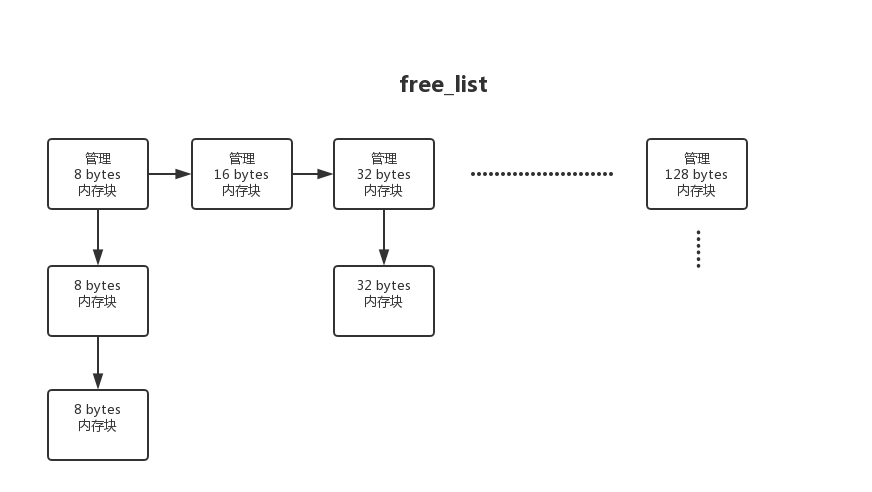 free_list
管理
8 bytes
内存块
管理
16 bytes
内存块
管理
32 bytes
内存块
管理
128 bytes
内存块
8 bytes
内存块
32 bytes
内存块
8 bytes
内存块